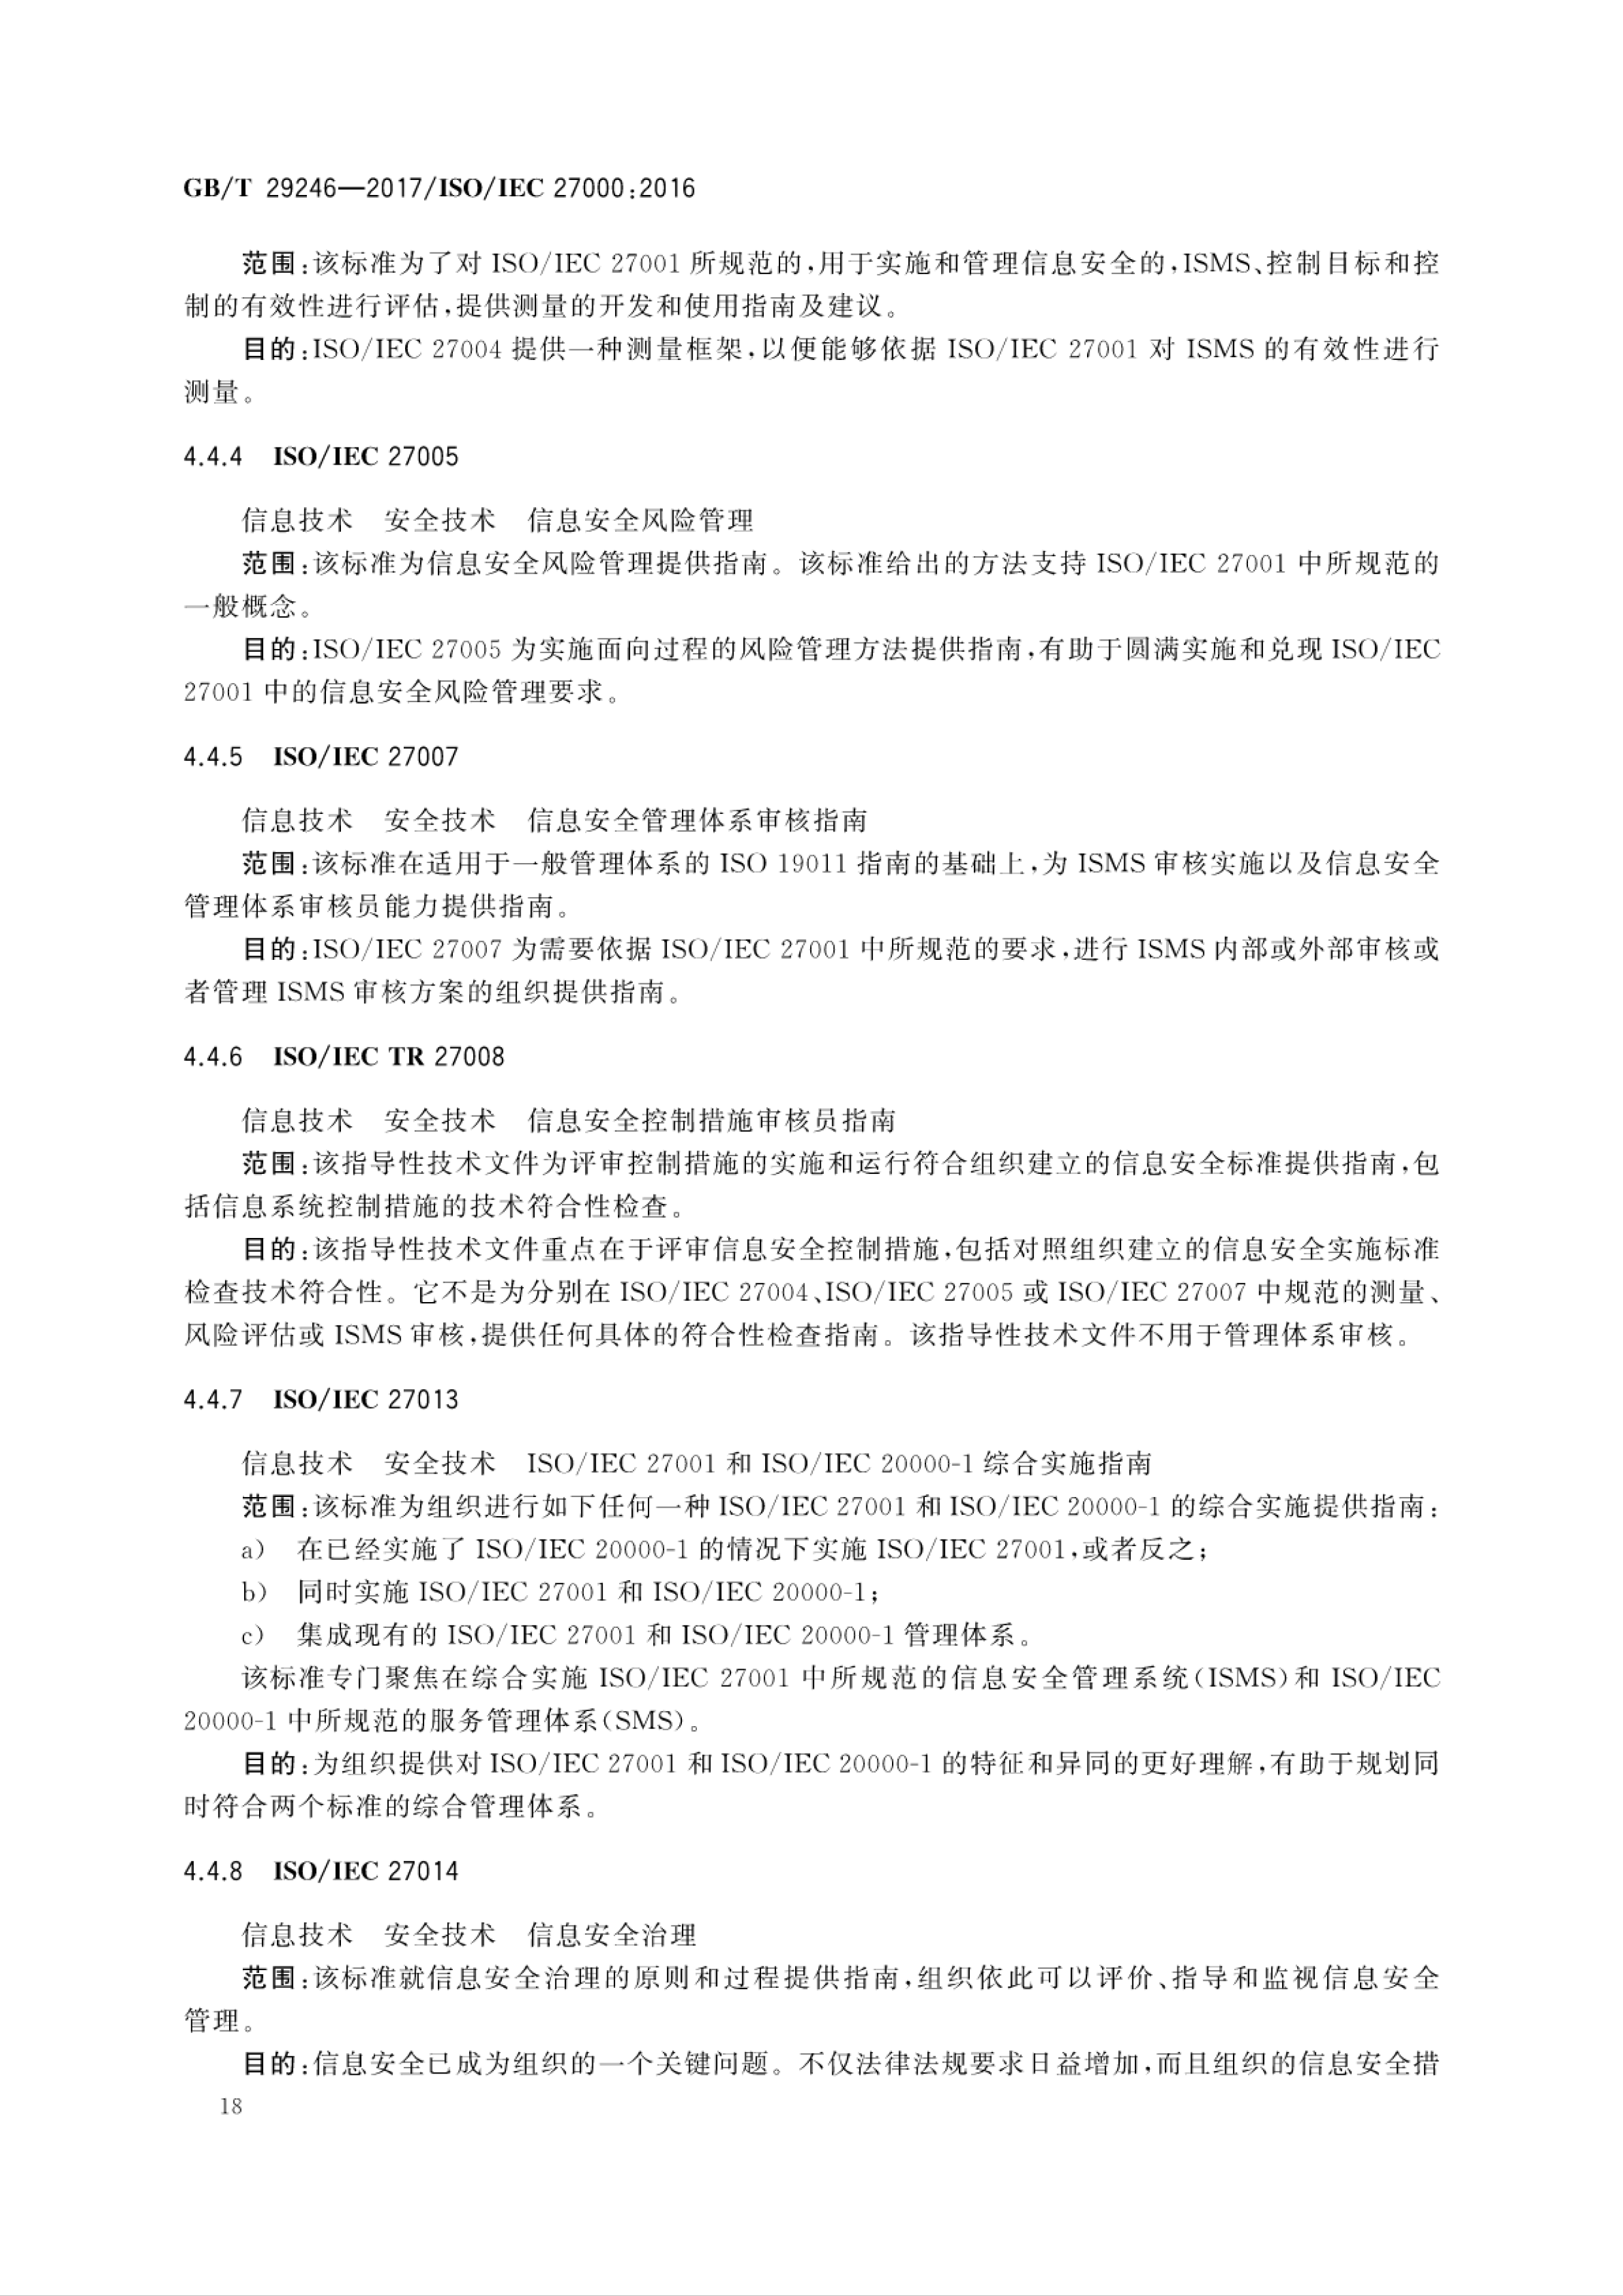 GB/T 29246—2017/ISO/IEC 27000:2016
范围:该标准为了对 ISO/IEC 27001 所规范的,用于实施和管理信息安全的,ISMS、控制目标和控
制的有效性进行评估,提供测量的开发和使用指南及建议。
目的:ISO/IEC 27004 提供一种测量框架,以便能够依据 ISO/IEC 27001 对 ISMS 的有效性进行
测量。
4.4.4 ISO/IEC 27005
信息技术 安全技术 信息安全风险管理
范围:该标准为信息安全风险管理提供指南。该标准给出的方法支持 ISO/IEC 27001 中所规范的
一般概念。
目的:ISO/IEC 27005 为实施面向过程的风险管理方法提供指南,有助于圆满实施和兑现 ISO/IEC
27001 中的信息安全风险管理要求。
4.4.5 ISO/IEC 27007
信息技术 安全技术 信息安全管理体系审核指南
范围:该标准在适用于一般管理体系的 ISO 19011 指南的基础上,为 ISMS 审核实施以及信息安全
管理体系审核员能力提供指南。
目的:ISO/IEC 27007 为需要依据 ISO/IEC 27001 中所规范的要求,进行 ISMS 内部或外部审核或
者管理 ISMS 审核方案的组织提供指南。
4.4.6 ISO/IEC TR 27008
信息技术 安全技术 信息安全控制措施审核员指南
范围:该指导性技术文件为评审控制措施的实施和运行符合组织建立的信息安全标准提供指南,包
括信息系统控制措施的技术符合性检查。
目的:该指导性技术文件重点在于评审信息安全控制措施,包括对照组织建立的信息安全实施标准
检查技术符合性。它不是为分别在 ISO/IEC 27004、ISO/IEC 27005 或 ISO/IEC 27007 中规范的测量、
风险评估或 ISMS 审核,提供任何具体的符合性检查指南。该指导性技术文件不用于管理体系审核。
4.4.7 ISO/IEC 27013
信息技术 安全技术 ISO/IEC 27001 和 ISO/IEC 20000-1 综合实施指南
范围:该标准为组织进行如下任何一种 ISO/IEC 27001 和 ISO/IEC 20000-1 的综合实施提供指南:
a) 在已经实施了 ISO/IEC 20000-1 的情况下实施 ISO/IEC 27001,或者反之;
b) 同时实施 ISO/IEC 27001 和 ISO/IEC 20000-1;
c) 集成现有的 ISO/IEC 27001 和 ISO/IEC 20000-1 管理体系。
该标准专门聚焦在综合实施 ISO/IEC 27001 中所规范的信息安全管理系统(ISMS)和 ISO/IEC
20000-1 中所规范的服务管理体系(SMS)。
目的:为组织提供对 ISO/IEC 27001 和 ISO/IEC 20000-1 的特征和异同的更好理解,有助于规划同
时符合两个标准的综合管理体系。
4.4.8 ISO/IEC 27014
信息技术 安全技术 信息安全治理
范围:该标准就信息安全治理的原则和过程提供指南,组织依此可以评价、指导和监视信息安全
管理。
目的:信息安全已成为组织的一个关键问题。不仅法律法规要求日益增加,而且组织的信息安全措
18